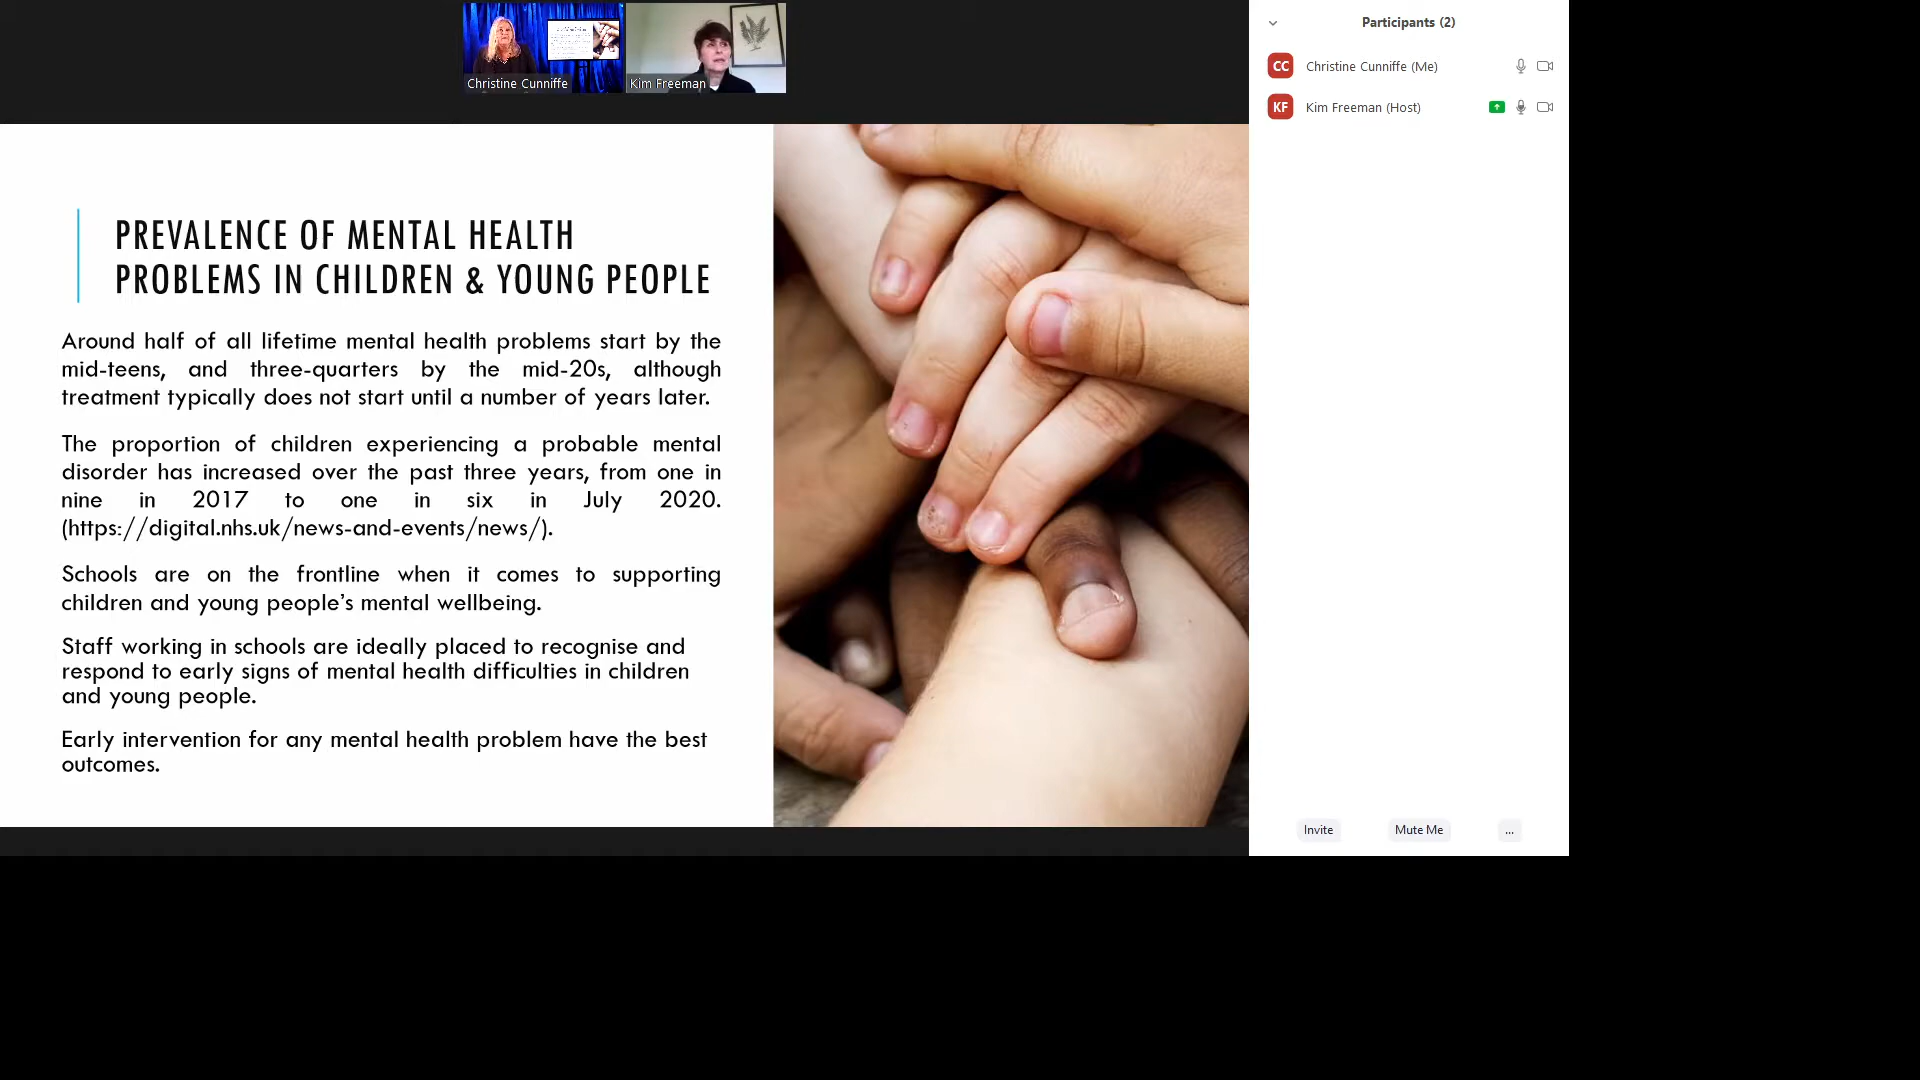 Christine Cunniffe
Kim Freeman
Participants (2)
CC Christine Cunniffe (Me)
KF Kim Freeman (Host)
PREVALENCE OF MENTAL HEALTH
PROBLEMS IN CHILDREN & YOUNG PEOPLE
Around half of all lifetime mental health problems start by the
mid-teens, and three-quarters by the mid-20s, although
treatment typically does not start until a number of years later.
The proportion of children experiencing a probable mental
disorder has increased over the past three years, from one in
nine in 2017 to one in six in July 2020.
(https://digital.nhs.uk/news-and-events/news/).
Schools are on the frontline when it comes to supporting
children and young people’s mental wellbeing.
Staff working in schools are ideally placed to recognise and
respond to early signs of mental health difficulties in children
and young people.
Early intervention for any mental health problem have the best
outcomes.
Invite
Mute Me
...